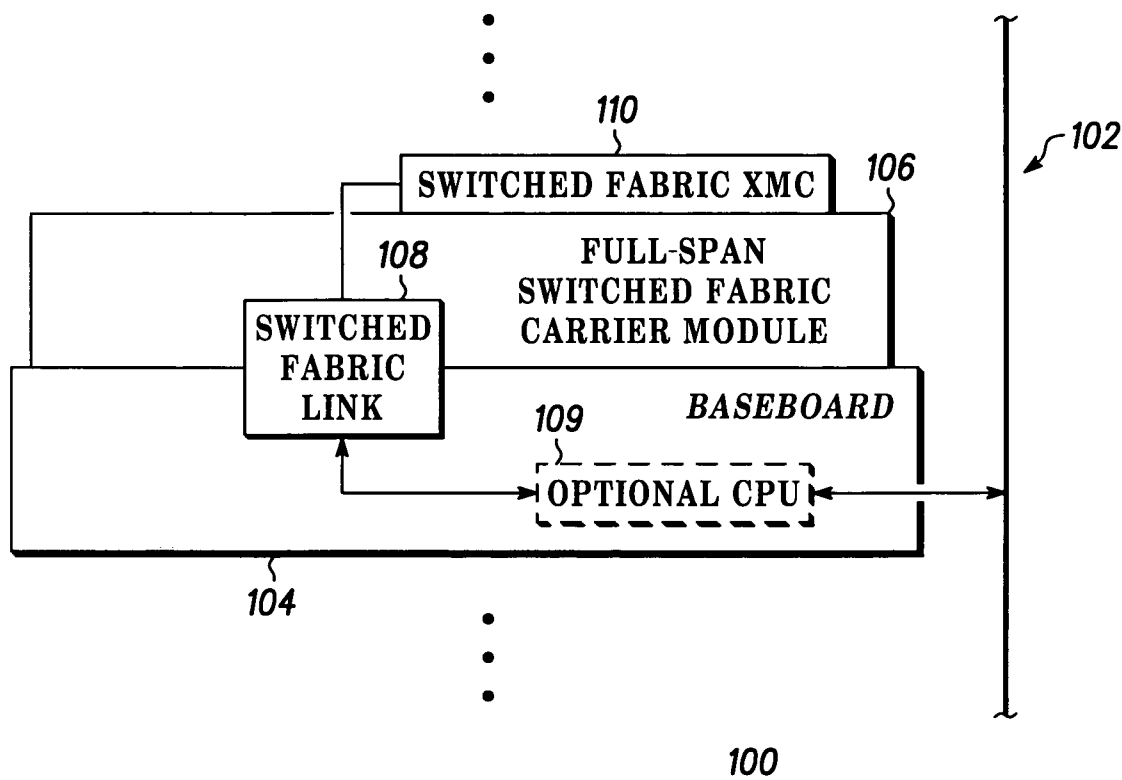 110
102
SWITCHED FABRIC XMC
106
108
FULL-SPAN
SWITCHED FABRIC
CARRIER MODULE
SWITCHED
FABRIC
LINK
BASEBOARD
109
OPTIONAL CPU
104
100